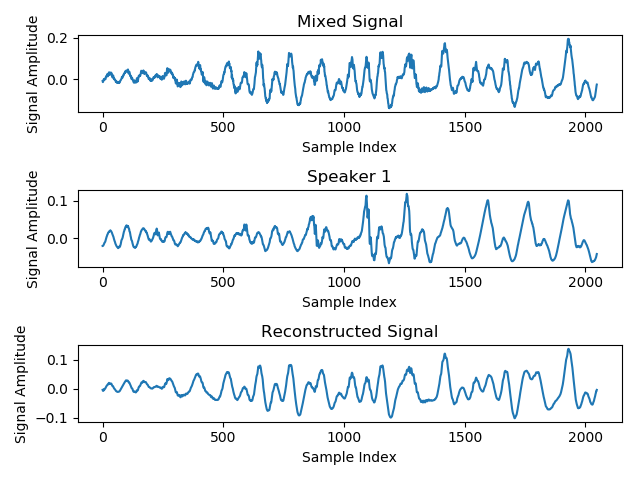 Mixed Signal
Signal Amplitude
0.2
0.0
0 500 1000 1500 2000
Sample Index
Speaker 1
Signal Amplitude
0.1
0.0
0 500 1000 1500 2000
Sample Index
Reconstructed Signal
Signal Amplitude
0.1
0.0
−0.1
0 500 1000 1500 2000
Sample Index